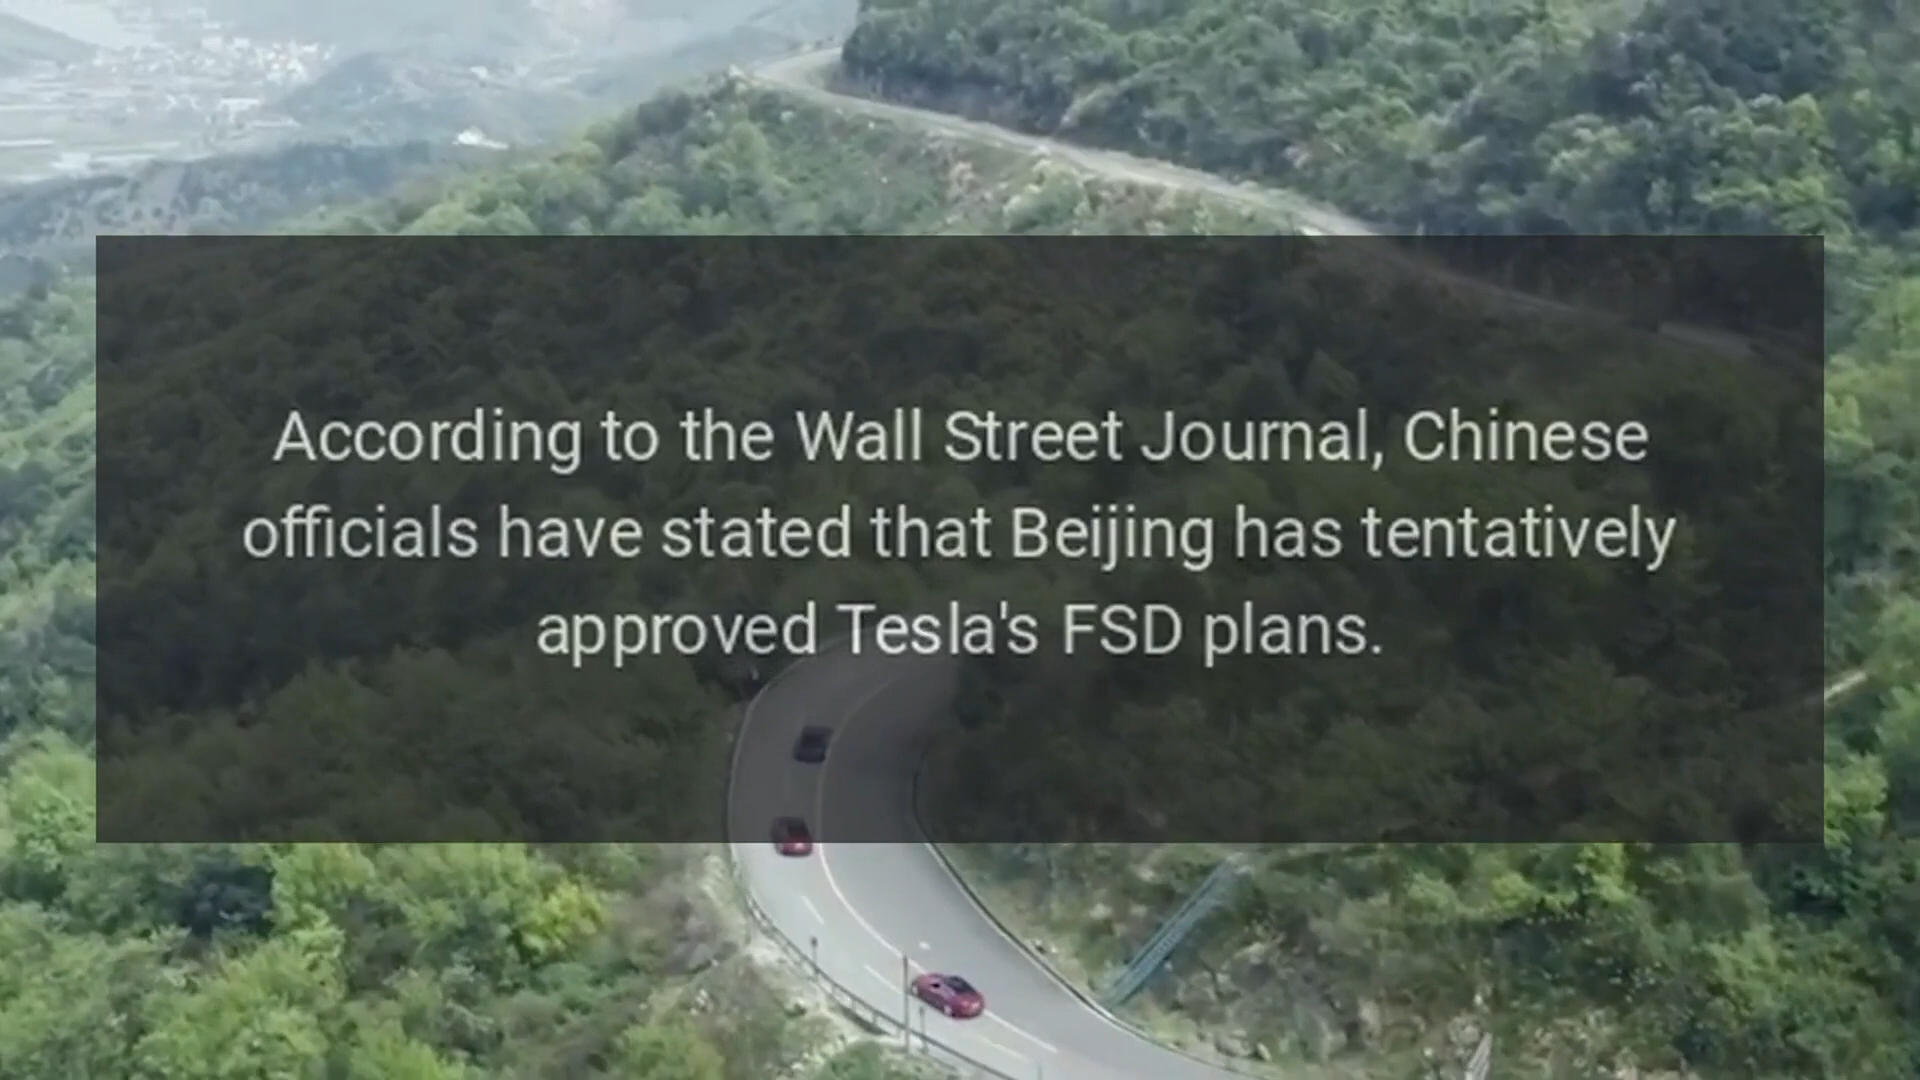 According to the Wall Street Journal, Chinese
officials have stated that Beijing has tentatively
approved Tesla's FSD plans.